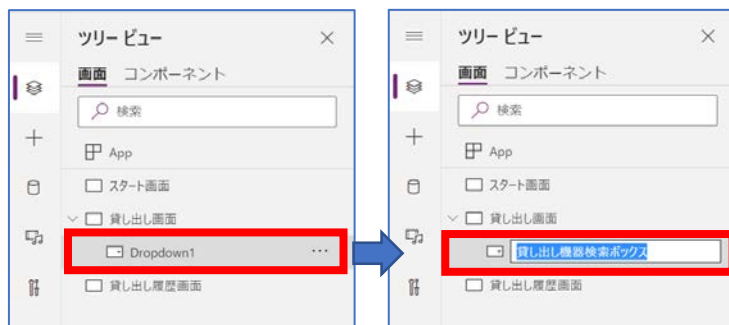 ツリー ビュー
画面 コンポーネント
検索
App
スタート画面
貸し出し画面
Dropdown1 ...
貸し出し履歴画面
ツリー ビュー
画面 コンポーネント
検索
App
スタート画面
貸し出し画面
貸し出し機器検索ボックス
貸し出し履歴画面